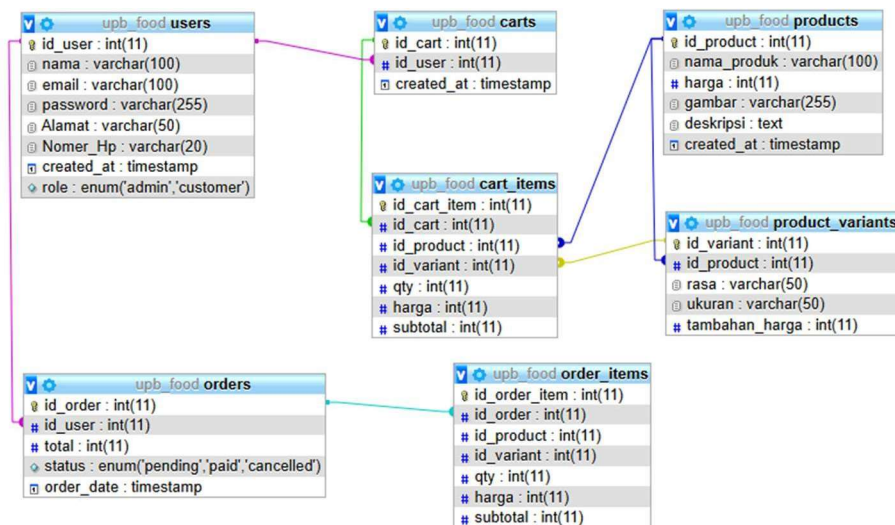 upb_food users
id_user : int(11)
nama : varchar(100)
email : varchar(100)
password : varchar(255)
Alamat : varchar(50)
Nomer_Hp : varchar(20)
created_at : timestamp
role : enum('admin','customer')
upb_food carts
id_cart : int(11)
id_user : int(11)
created_at : timestamp
upb_food products
id_product : int(11)
nama_produk : varchar(100)
harga : int(11)
gambar : varchar(255)
deskripsi : text
created_at : timestamp
upb_food cart_items
id_cart_item : int(11)
id_cart : int(11)
id_product : int(11)
id_variant : int(11)
qty : int(11)
harga : int(11)
subtotal : int(11)
upb_food product_variants
id_variant : int(11)
id_product : int(11)
rasa : varchar(50)
ukuran : varchar(50)
tambahan_harga : int(11)
upb_food orders
id_order : int(11)
id_user : int(11)
total : int(11)
status : enum('pending','paid','cancelled')
order_date : timestamp
upb_food order_items
id_order_item : int(11)
id_order : int(11)
id_product : int(11)
id_variant : int(11)
qty : int(11)
harga : int(11)
subtotal : int(11)